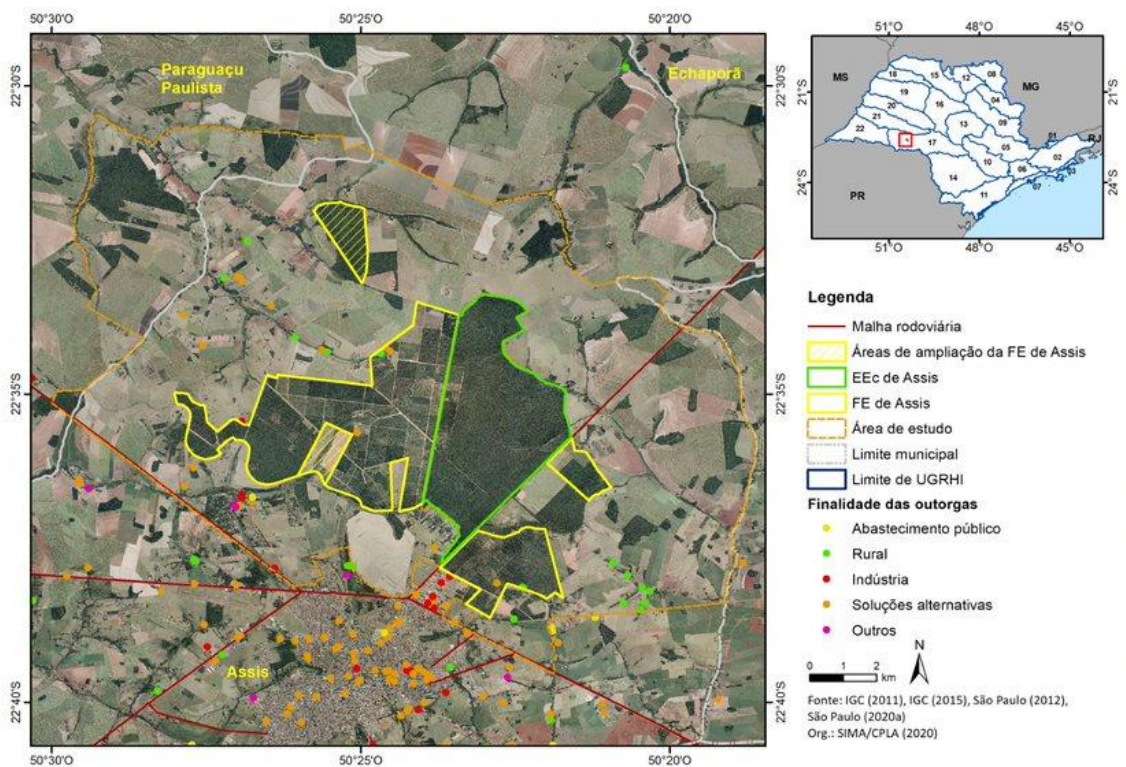 50°30'O
50°25'O
50°20'O
22°30'S
22°35'S
22°40'S
Paraguaçu
Paulista
Echaporã
Assis
22°30'S
22°35'S
22°40'S
50°30'O
50°25'O
50°20'O
51°O
48°O
45°O
21°S
24°S
MS
MG
RJ
PR
18
15
12
08
19
04
20
16
21
13
09
22
17
05
01
10
06
02
03
14
07
11
21°S
24°S
51°O
48°O
45°O
Legenda
Malha rodoviária
Áreas de ampliação da FE de Assis
EEc de Assis
FE de Assis
Área de estudo
Limite municipal
Limite de UGRHI
Finalidade das outorgas
Abastecimento público
Rural
Indústria
Soluções alternativas
Outros
N
0 1 2
km
Fonte: IGC (2011), IGC (2015), São Paulo (2012),
São Paulo (2020a)
Org.: SIMA/CPLA (2020)